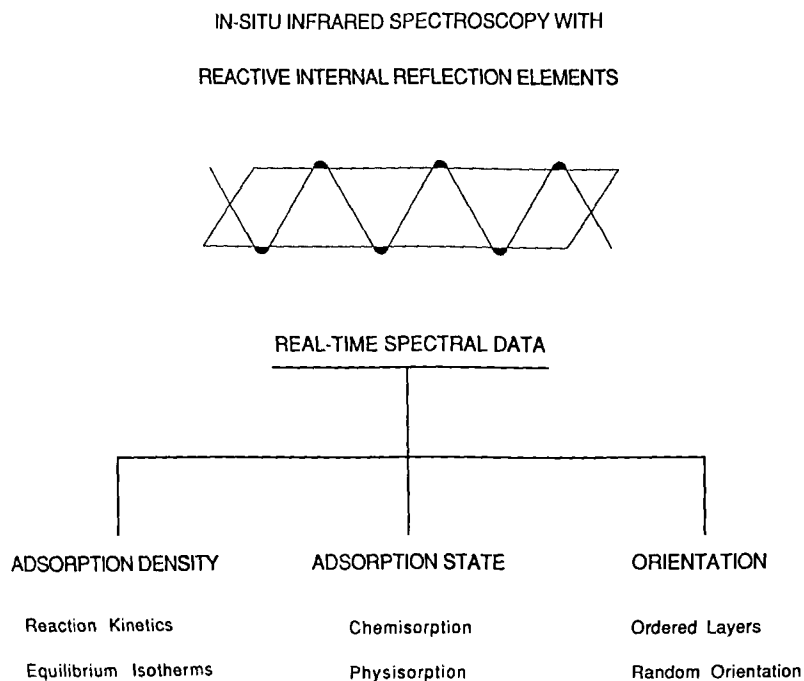 IN-SITU INFRARED SPECTROSCOPY WITH
REACTIVE INTERNAL REFLECTION ELEMENTS
REAL-TIME SPECTRAL DATA
ADSORPTION DENSITY
Reaction Kinetics
Equilibrium Isotherms
ADSORPTION STATE
Chemisorption
Physisorption
ORIENTATION
Ordered Layers
Random Orientation